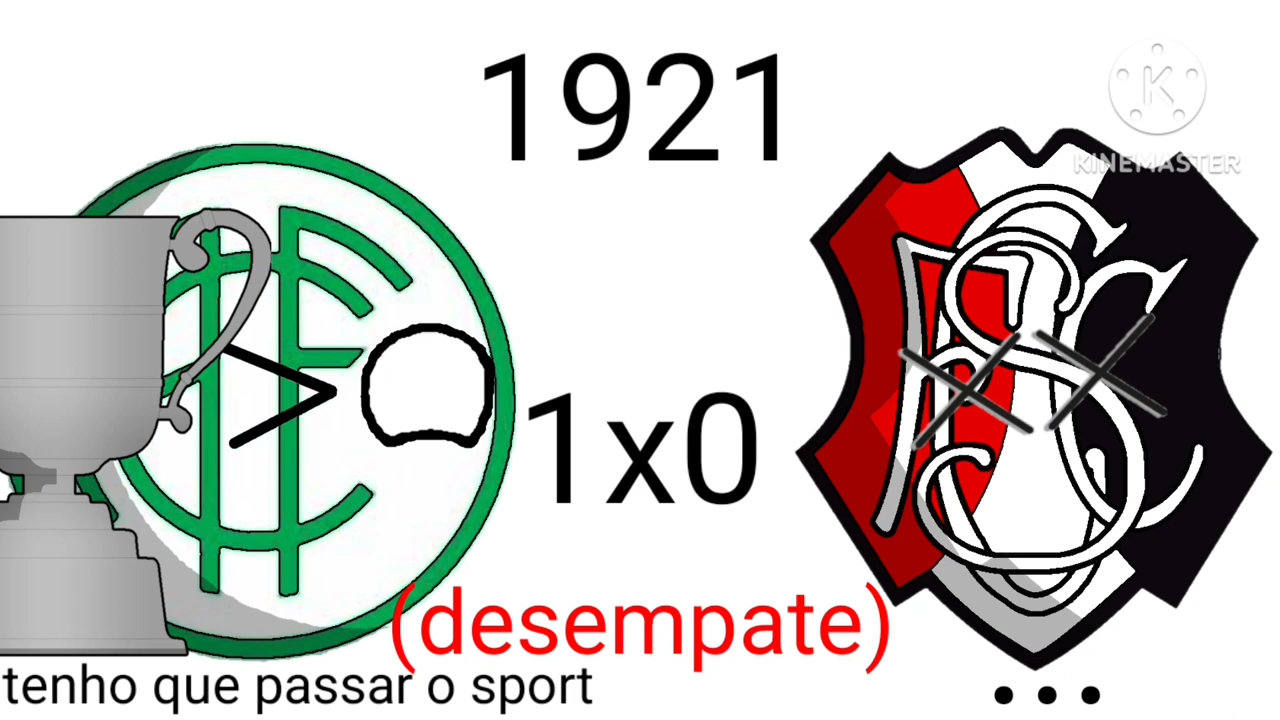 1921
K
KINEMASTER
1x0
(desempate)
tenho que passar o sport
...